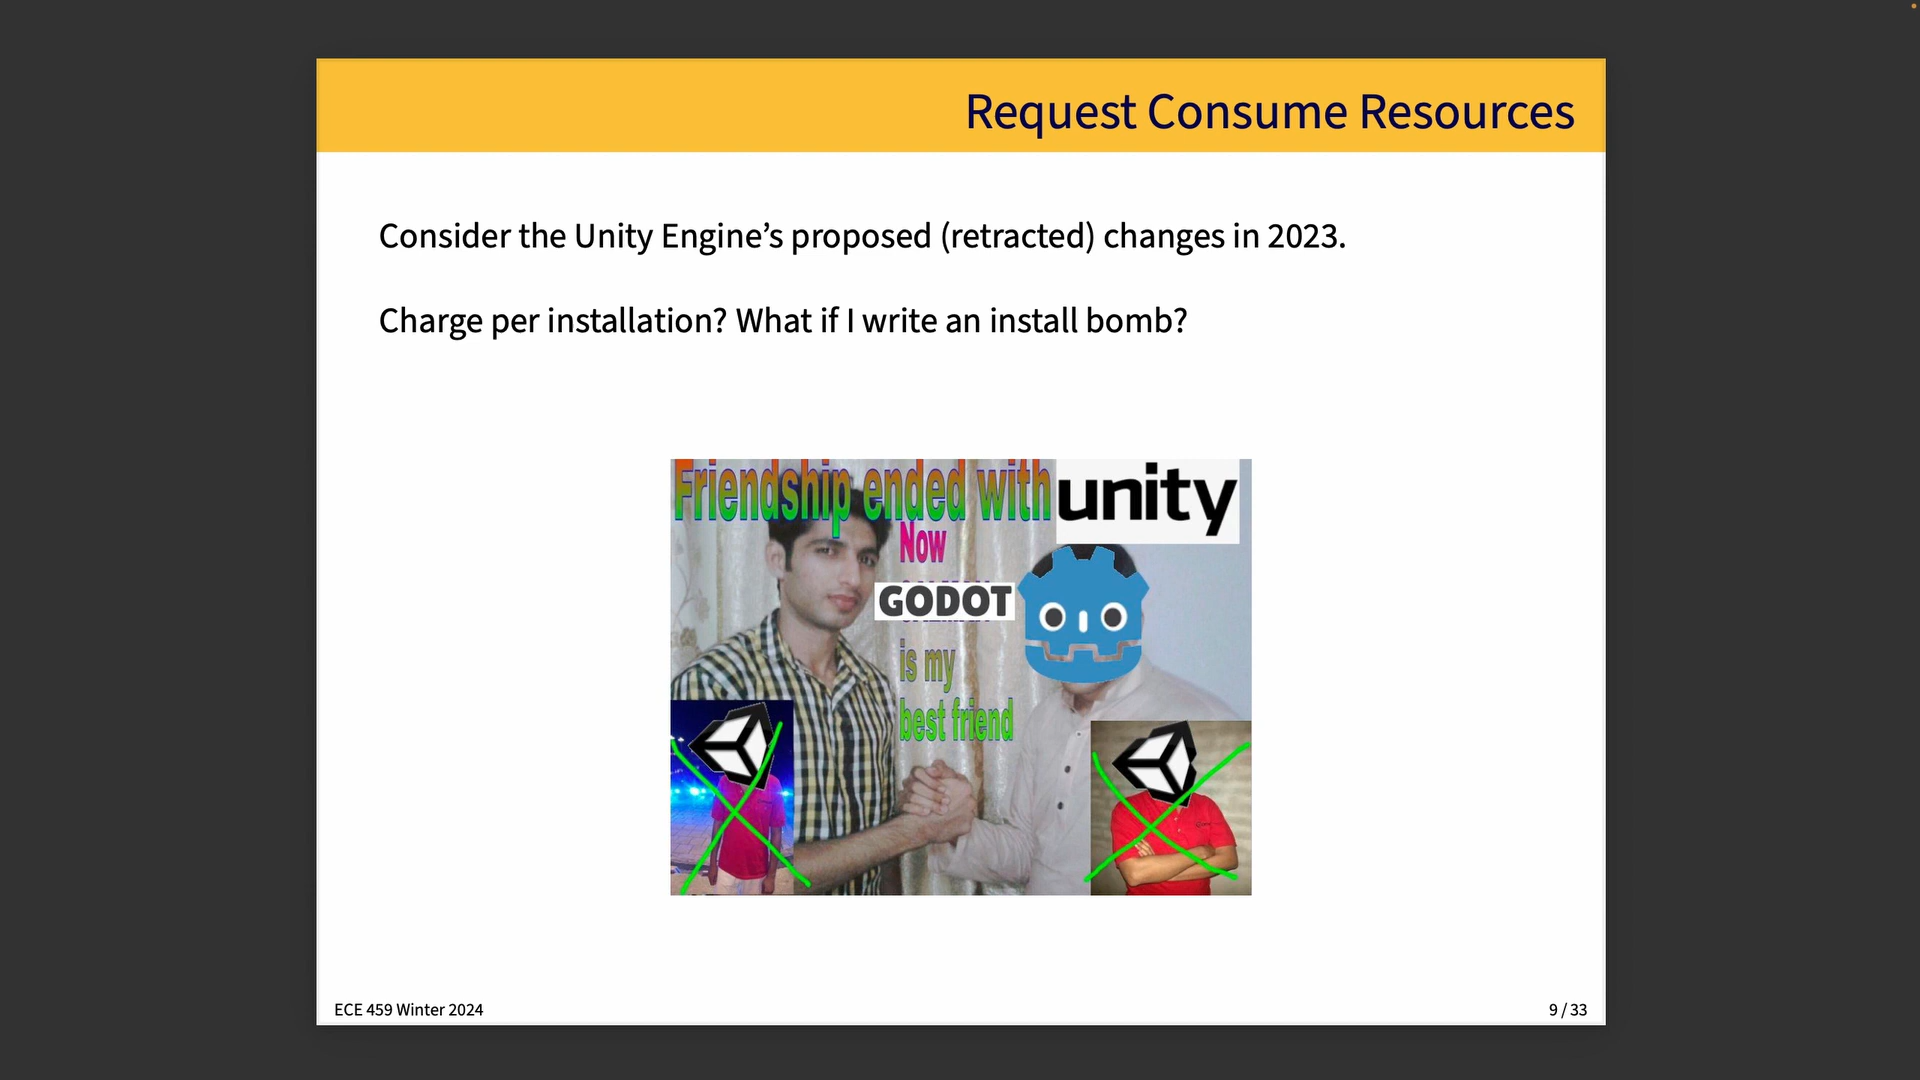 Request Consume Resources
Consider the Unity Engine’s proposed (retracted) changes in 2023.
Charge per installation? What if I write an install bomb?
Friendship ended with unity
Now
GODOT
is my
best friend
ECE 459 Winter 2024
9 / 33